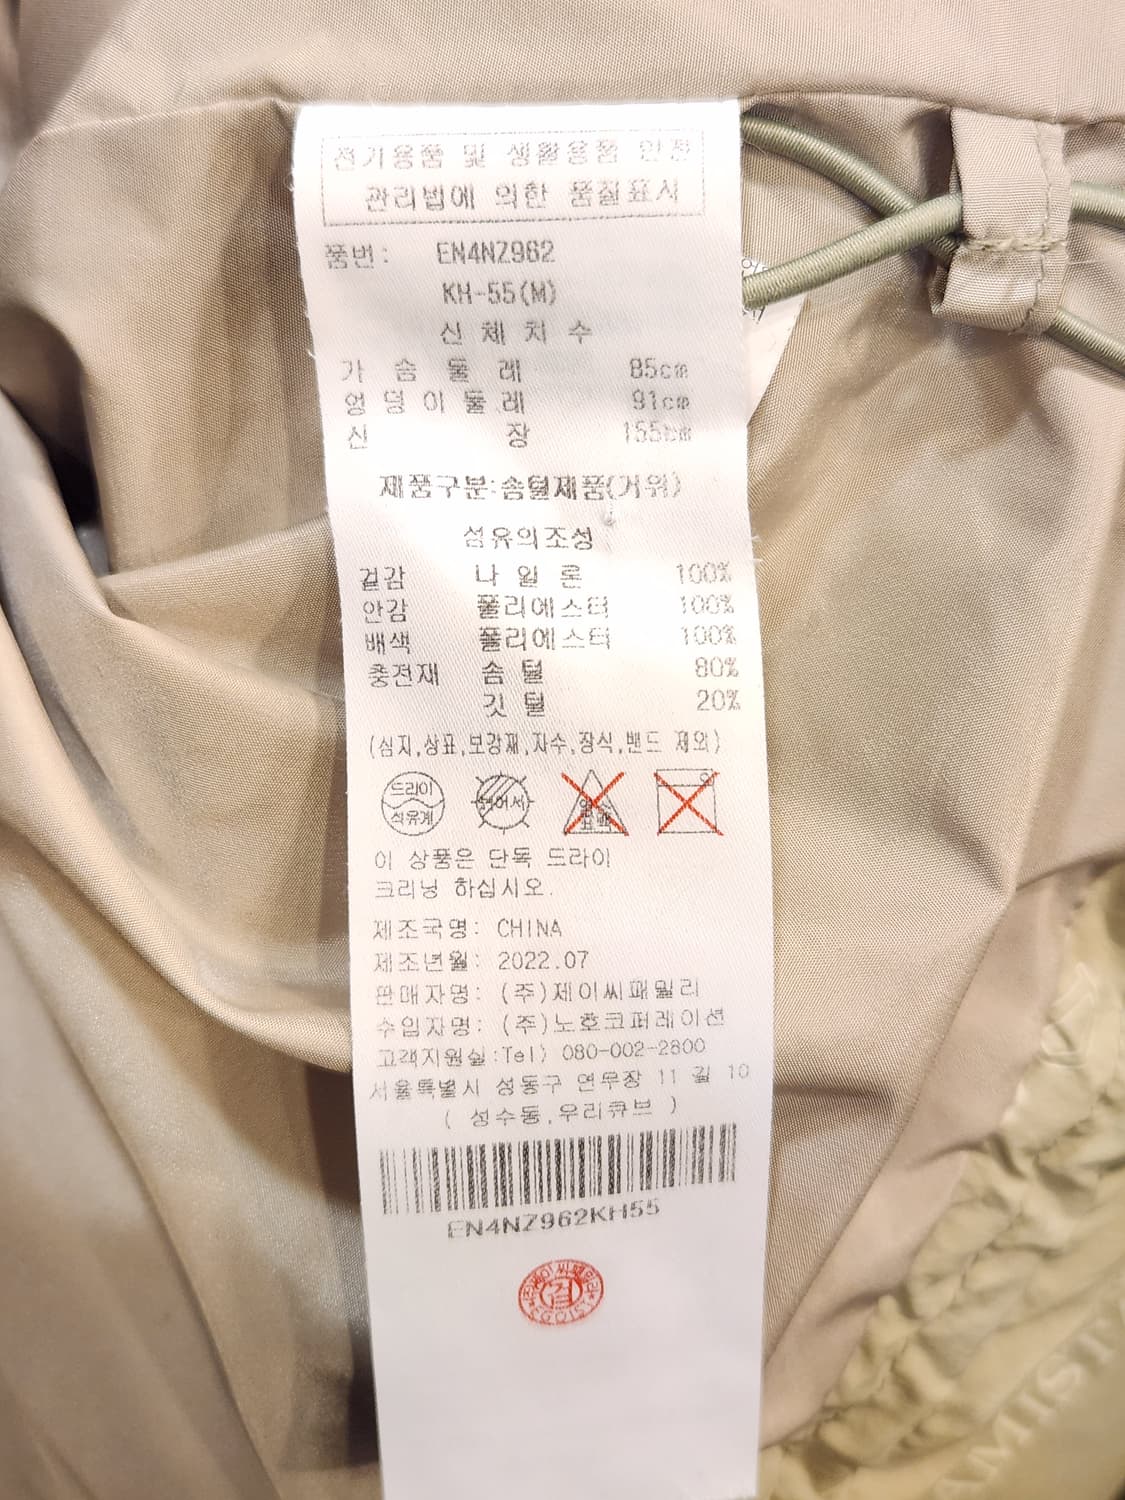 전기용품 및 생활용품 안전
관리법에 의한 품질표시
품번: EN4NZ962
KH-55(M)
신 체 치 수
가 슴 둘 레 85cm
엉 덩 이 둘 레 91cm
신 장 155cm
제품구분:솜털제품(거위)
섬유의조성
겉감 나 일 론 100%
안감 폴리에스터 100%
배색 폴리에스터 100%
충전재 솜 털 80%
깃 털 20%
(심지,상표,보강재,자수,장식,밴드 제외)
드라이
석유계
이 상품은 단독 드라이
크리닝 하십시오.
제조국명: CHINA
제조년월: 2022.07
판매자명: (주)제이씨패밀리
수입자명: (주)노호코퍼레이션
고객지원실:Tel) 080-002-2800
서울특별시 성동구 연무장 11 길 10
( 성수동,우리큐브 )
EN4NZ962KH55
EGOIST
AMIST